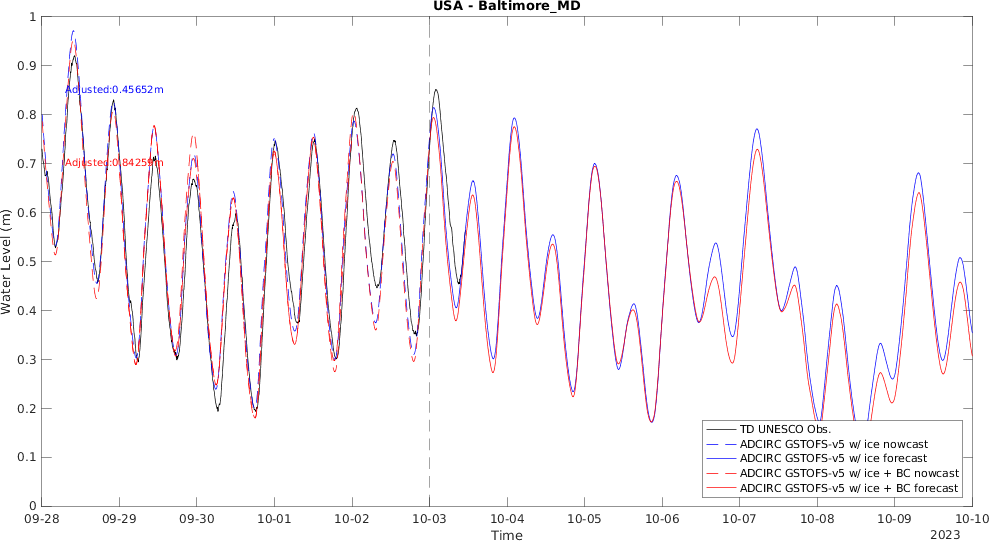 USA - Baltimore_MD
Water Level (m)
1
0.9
0.8
0.7
0.6
0.5
0.4
0.3
0.2
0.1
0
Adjusted:0.45652m
Adjusted:0.84259m
TD UNESCO Obs.
ADCIRC GSTOFS-v5 w/ ice nowcast
ADCIRC GSTOFS-v5 w/ ice forecast
ADCIRC GSTOFS-v5 w/ ice + BC nowcast
ADCIRC GSTOFS-v5 w/ ice + BC forecast
09-28 09-29 09-30 10-01 10-02 10-03 10-04 10-05 10-06 10-07 10-08 10-09 10-10
Time
2023